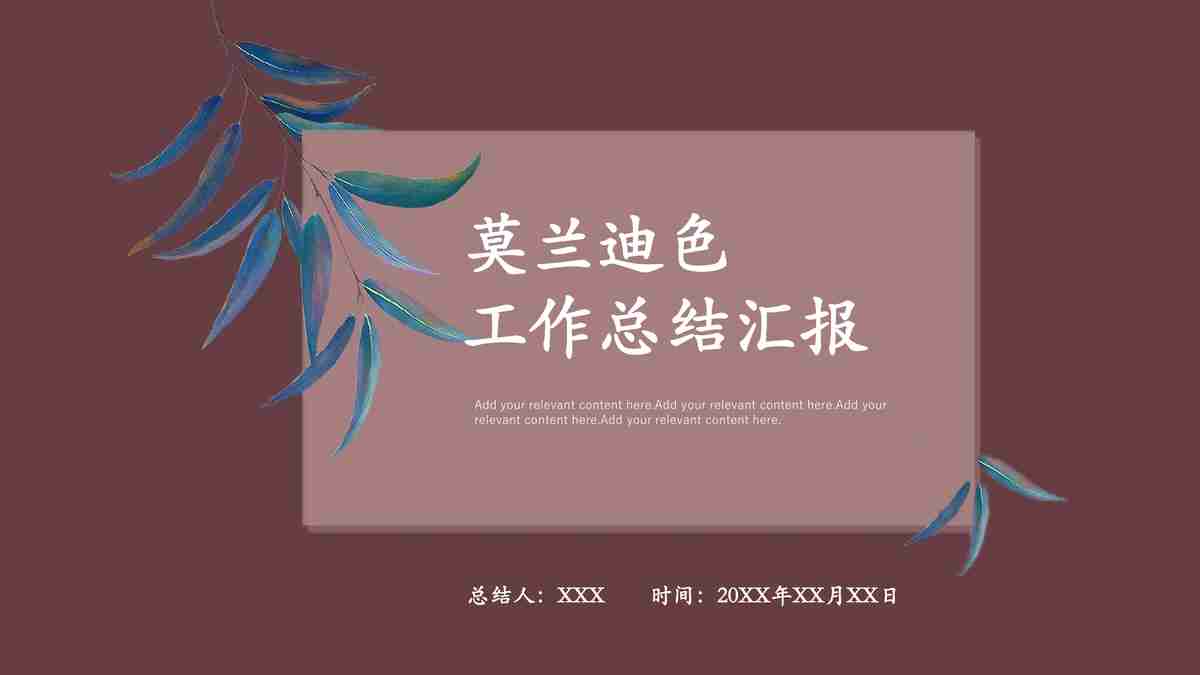 莫兰迪色
工作总结汇报
Add your relevant content here.Add your relevant content here.Add your
relevant content here.Add your relevant content here.
总结人：XXX 时间：20XX年XX月XX日